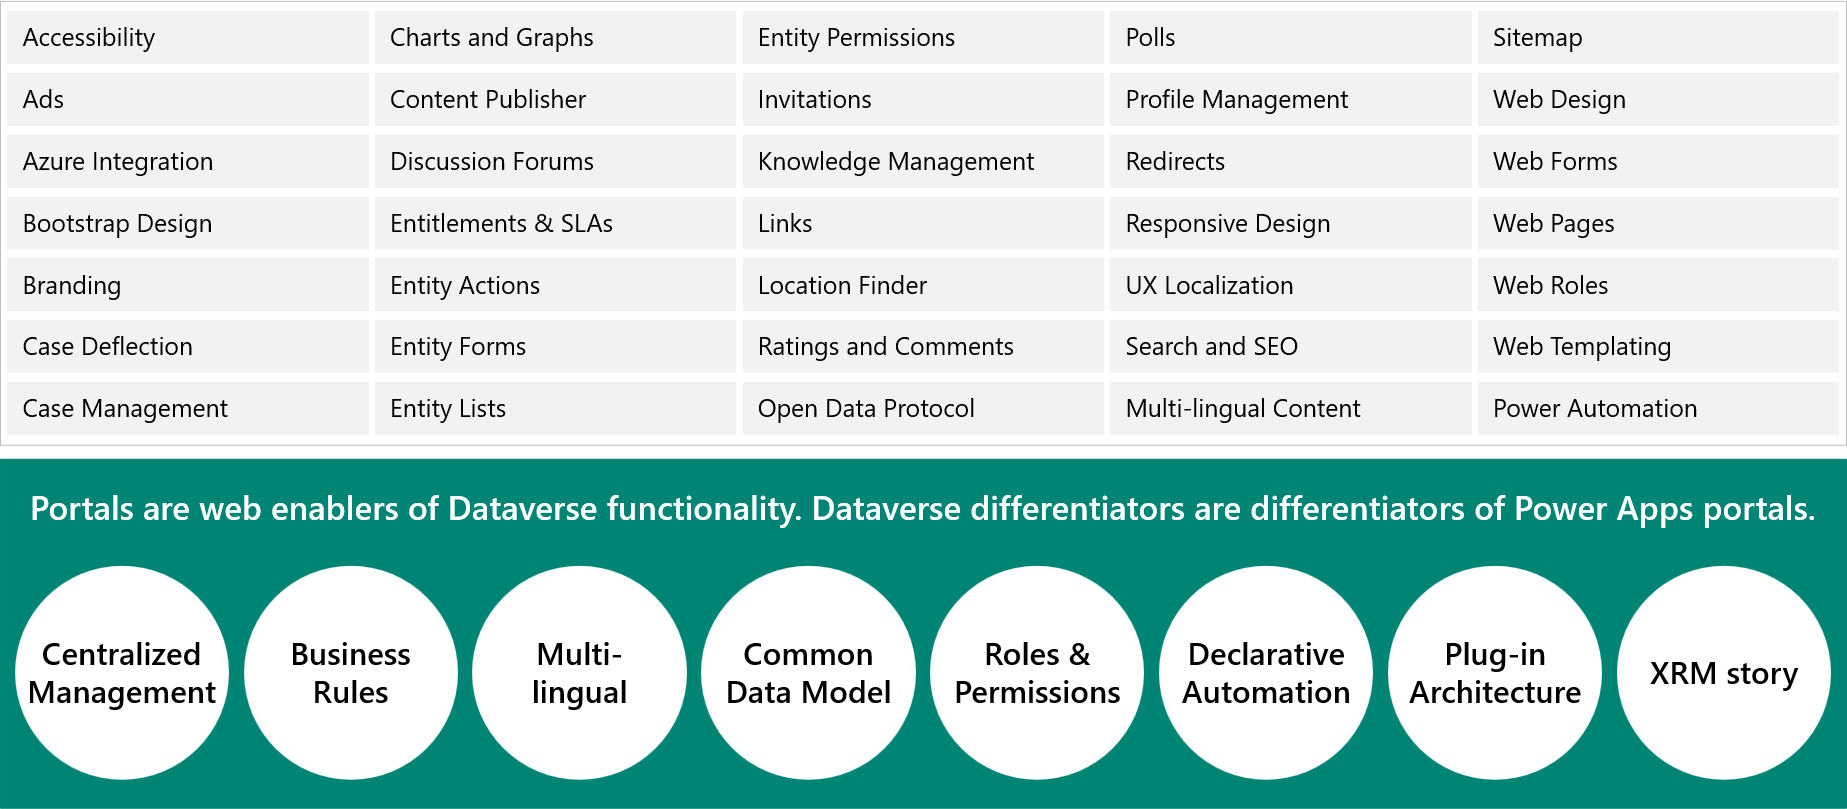 Accessibility
Charts and Graphs
Entity Permissions
Polls
Sitemap
Ads
Content Publisher
Invitations
Profile Management
Web Design
Azure Integration
Discussion Forums
Knowledge Management
Redirects
Web Forms
Bootstrap Design
Entitlements & SLAs
Links
Responsive Design
Web Pages
Branding
Entity Actions
Location Finder
UX Localization
Web Roles
Case Deflection
Entity Forms
Ratings and Comments
Search and SEO
Web Templating
Case Management
Entity Lists
Open Data Protocol
Multi-lingual Content
Power Automation
Portals are web enablers of Dataverse functionality. Dataverse differentiators are differentiators of Power Apps portals.
Centralized
Management
Business
Rules
Multi-
lingual
Common
Data Model
Roles &
Permissions
Declarative
Automation
Plug-in
Architecture
XRM story